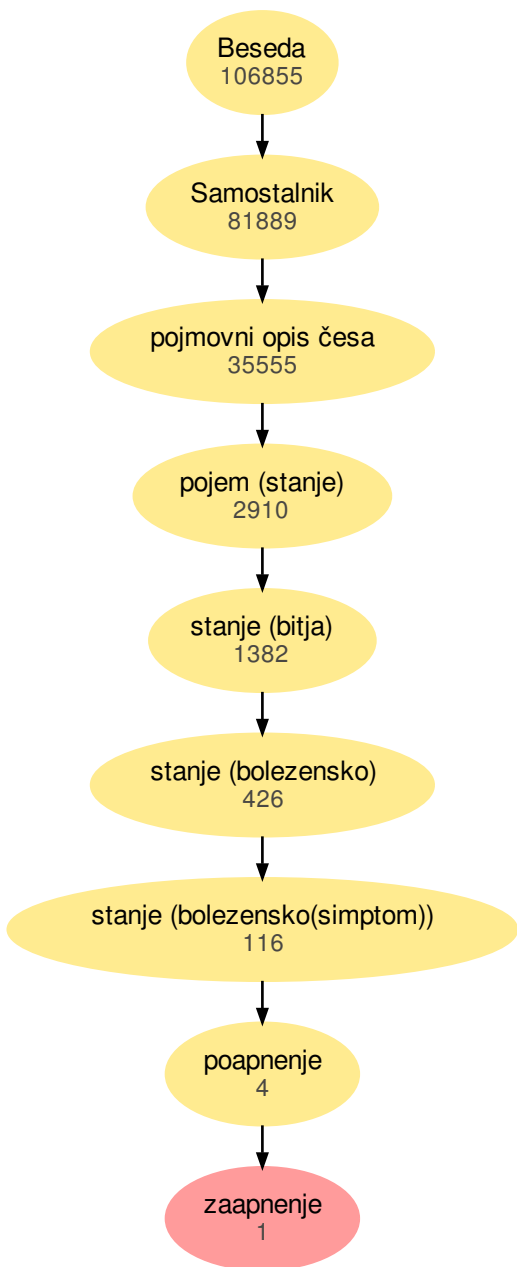 Beseda
106855
Samostalnik
81889
pojmovni opis česa
35555
pojem (stanje)
2910
stanje (bitja)
1382
stanje (bolezensko)
426
stanje (bolezensko(simptom))
116
poapnenje
4
zaapnenje
1